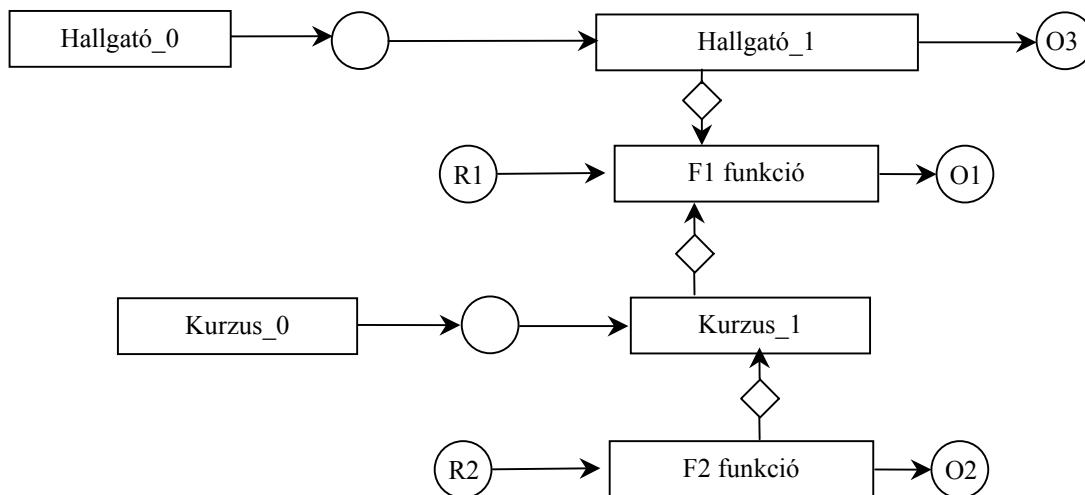 Hallgató_0
Hallgató_1
O3
R1
F1 funkció
O1
Kurzus_0
Kurzus_1
R2
F2 funkció
O2